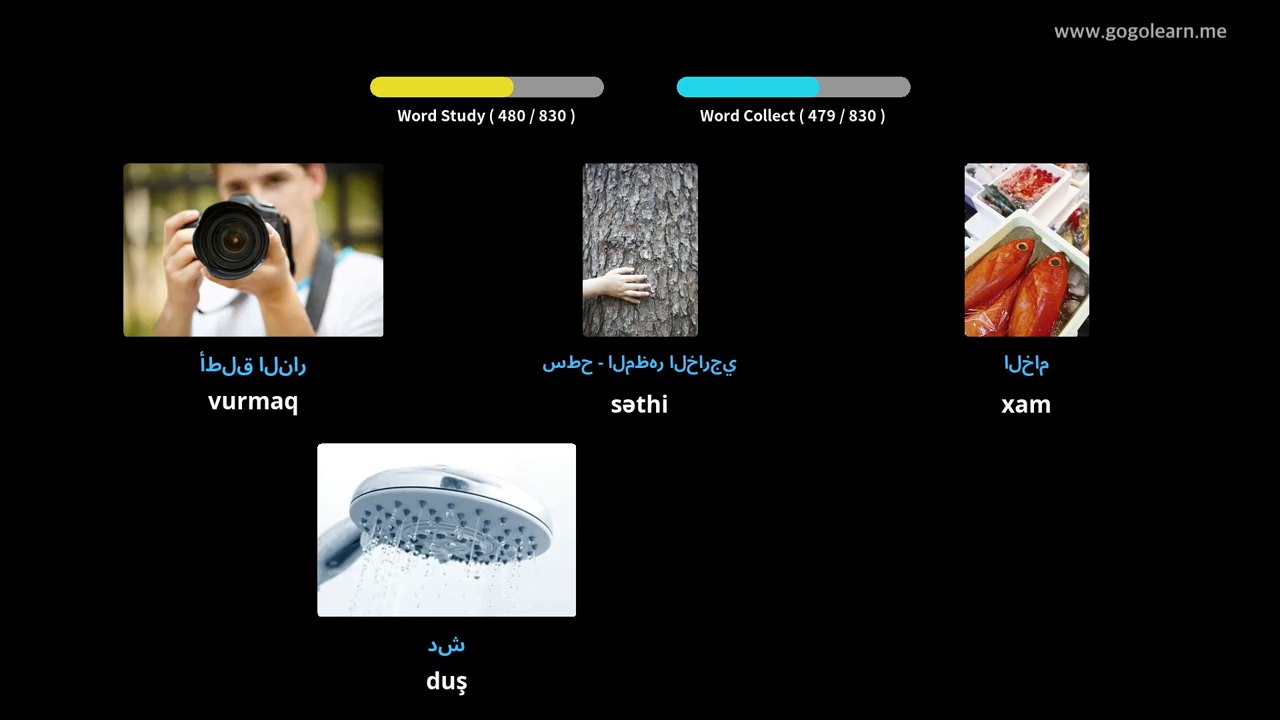 www.gogolearn.me
Word Study ( 480 / 830 )
Word Collect ( 479 / 830 )
أطلق النار
vurmaq
سطح - المظهر الخارجي
səthi
الخام
xam
دش
duş